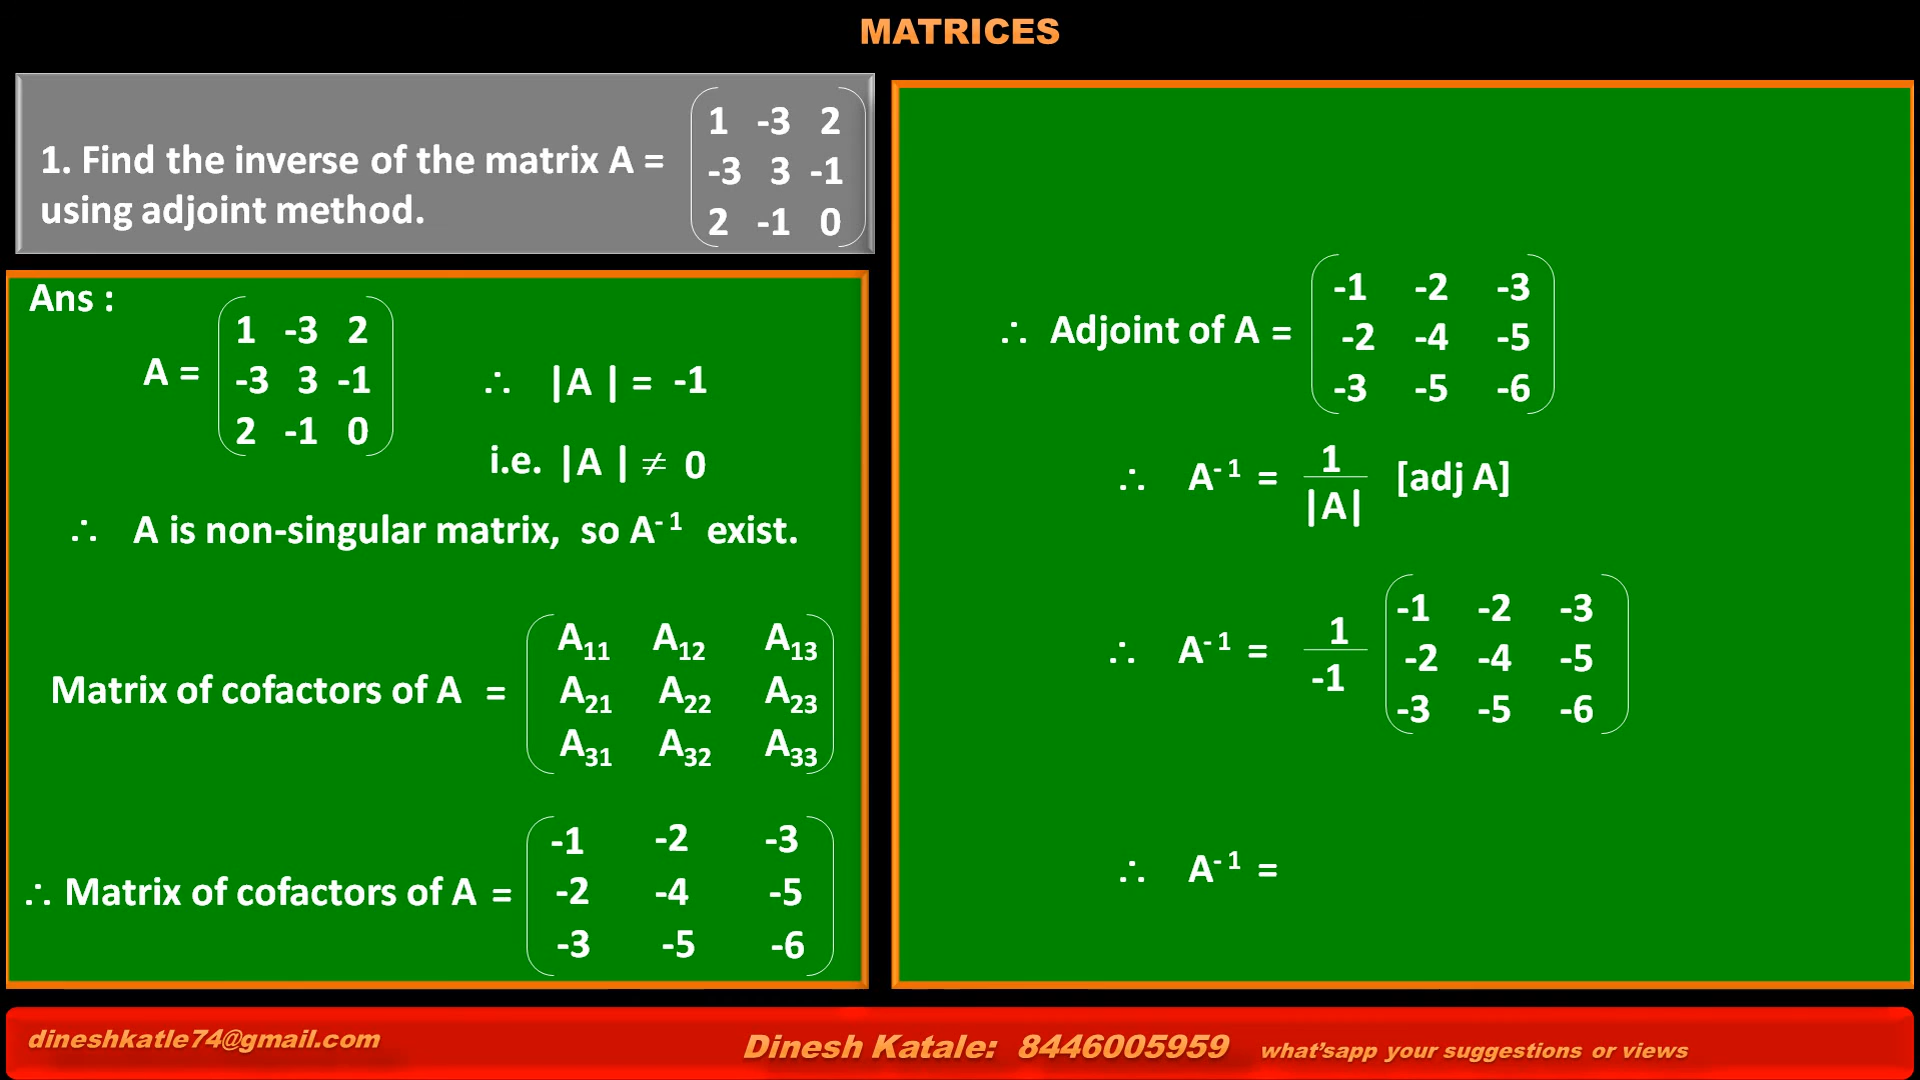 MATRICES
1. Find the inverse of the matrix A =
using adjoint method.
1 -3 2
-3 3 -1
2 -1 0
Ans :
A =
1 -3 2
-3 3 -1
2 -1 0
∴ |A | = -1
i.e. |A | ≠ 0
∴ A is non-singular matrix, so A⁻¹ exist.
Matrix of cofactors of A =
A₁₁ A₁₂ A₁₃
A₂₁ A₂₂ A₂₃
A₃₁ A₃₂ A₃₃
∴ Matrix of cofactors of A =
-1 -2 -3
-2 -4 -5
-3 -5 -6
∴ Adjoint of A =
-1 -2 -3
-2 -4 -5
-3 -5 -6
∴ A⁻¹ = 1/|A| [adj A]
∴ A⁻¹ = 1/-1
-1 -2 -3
-2 -4 -5
-3 -5 -6
∴ A⁻¹ =
dineshkatle74@gmail.com
Dinesh Katale: 8446005959 what'sapp your suggestions or views